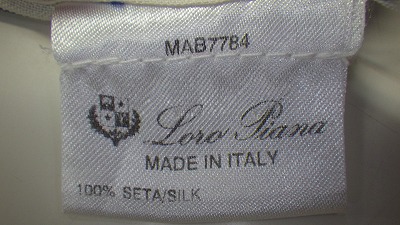 MAB7784
Loro Piana
MADE IN ITALY
100% SETA/SILK